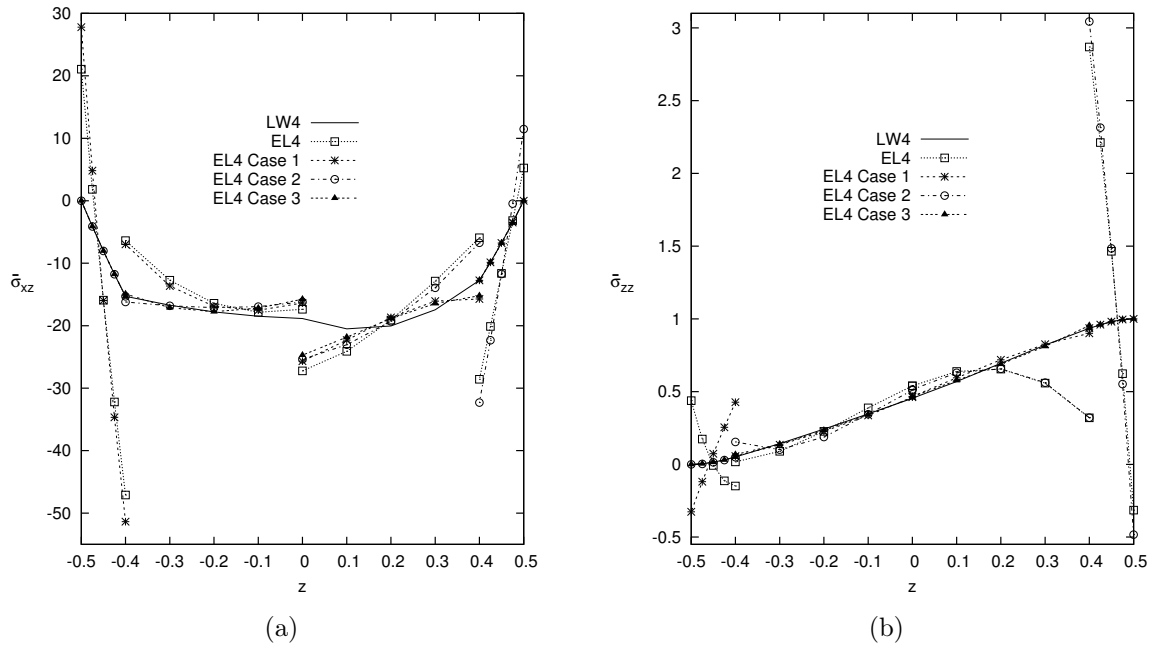 30
20
10
0
-10
-20
-30
-40
-50
σ̄xz
LW4
EL4
EL4 Case 1
EL4 Case 2
EL4 Case 3
-0.5 -0.4 -0.3 -0.2 -0.1 0 0.1 0.2 0.3 0.4 0.5
z
(a)
3
2.5
2
1.5
1
0.5
0
-0.5
σ̄zz
LW4
EL4
EL4 Case 1
EL4 Case 2
EL4 Case 3
-0.5 -0.4 -0.3 -0.2 -0.1 0 0.1 0.2 0.3 0.4 0.5
z
(b)